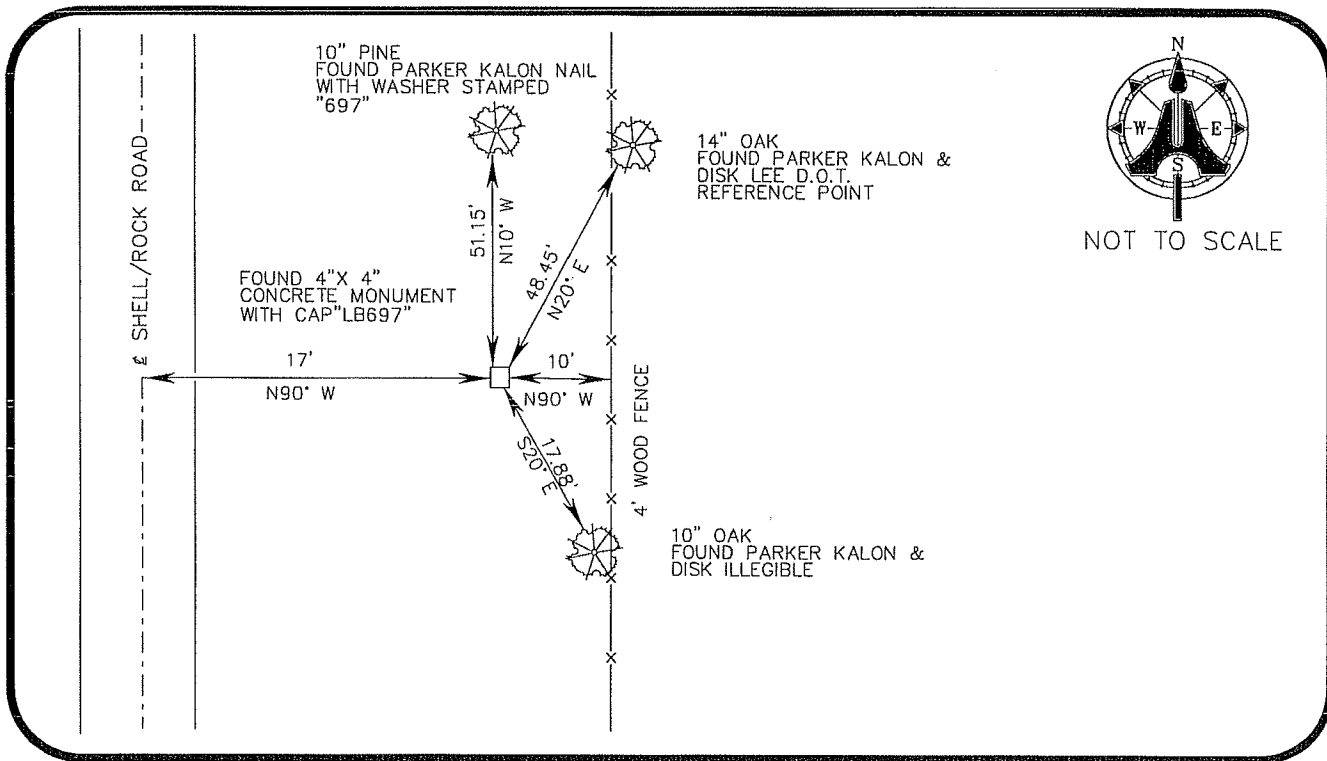 10" PINE
FOUND PARKER KALON NAIL
WITH WASHER STAMPED
"697"
N
W
E
S
NOT TO SCALE
14" OAK
FOUND PARKER KALON &
DISK LEE D.O.T.
REFERENCE POINT
℄ SHELL/ROCK ROAD
51.15'
N10° W
48.45'
N20° E
FOUND 4"X 4"
CONCRETE MONUMENT
WITH CAP"LB697"
17'
N90° W
10'
N90° W
4' WOOD FENCE
17.88'
S20° E
10" OAK
FOUND PARKER KALON &
DISK ILLEGIBLE